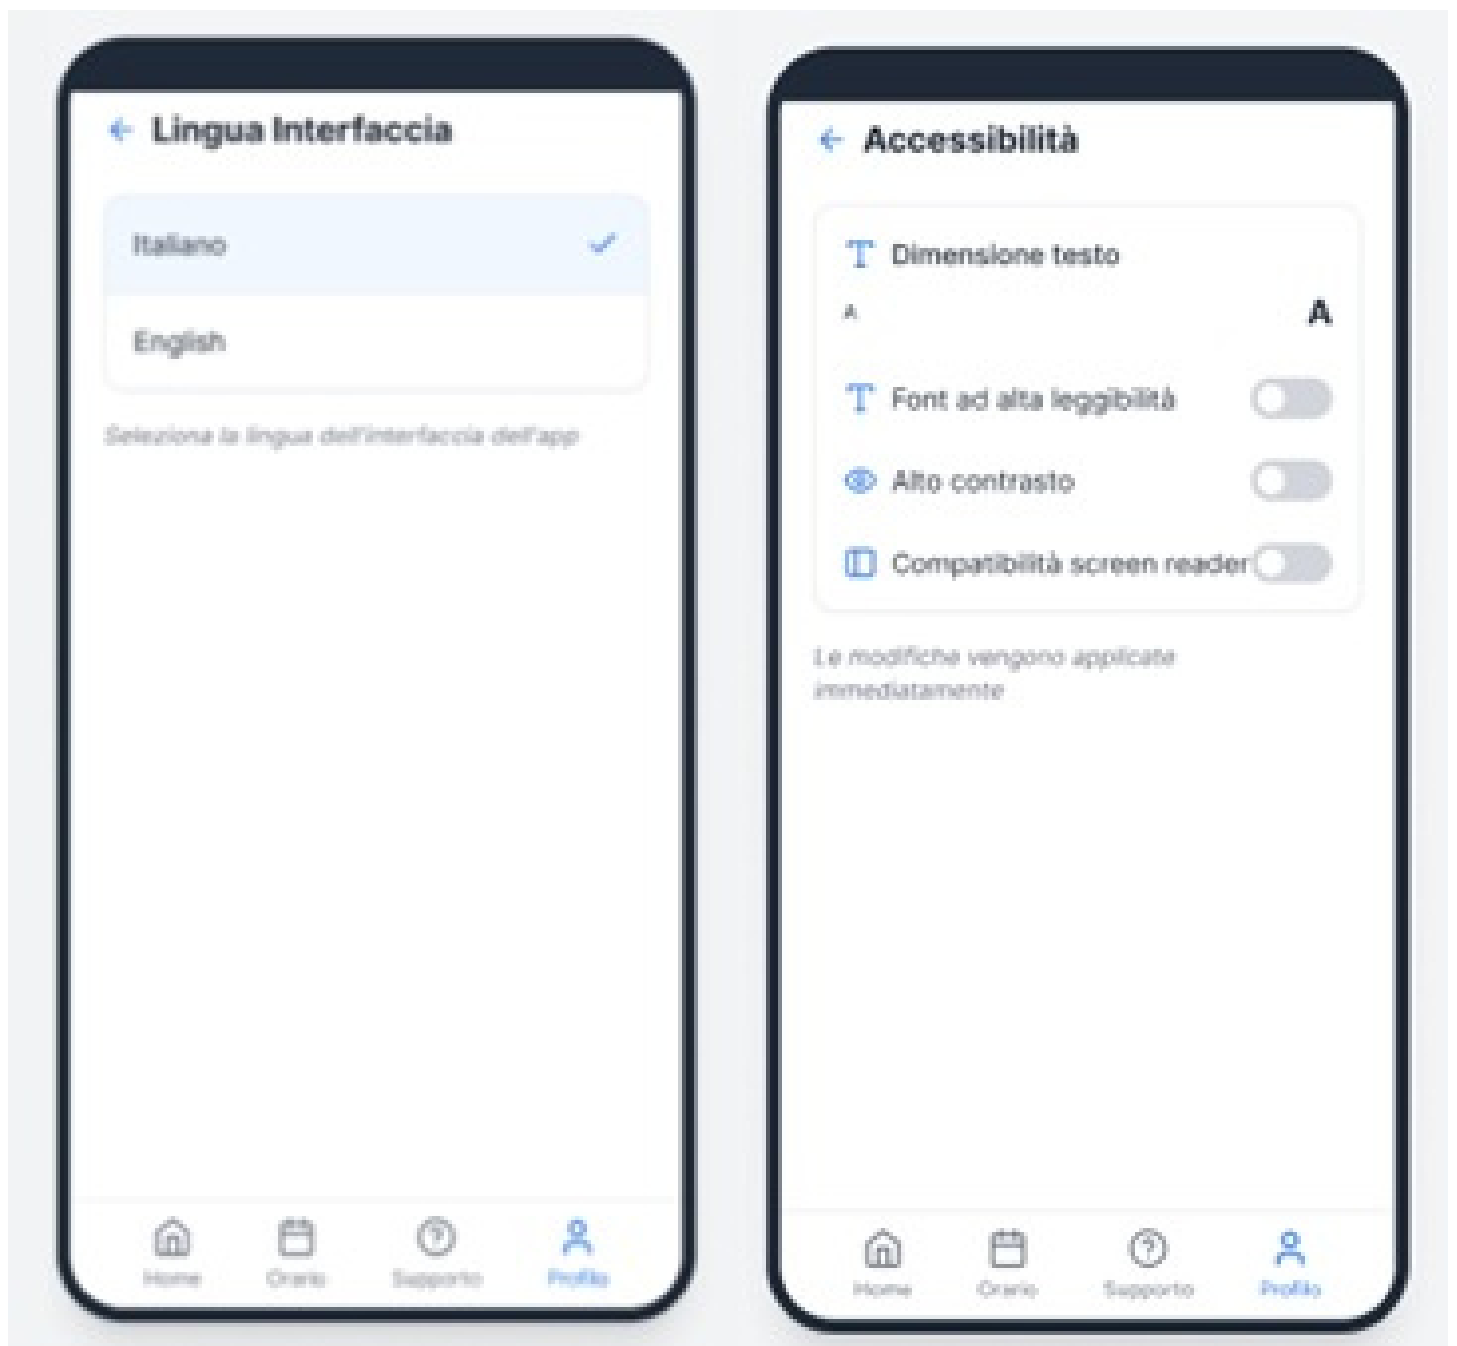 Lingua Interfaccia
Italiano
English
Seleziona la lingua dell'interfaccia dell'app
Home Orario Supporto Profilo
Accessibilità
Dimensione testo
A A
Font ad alta leggibilità
Alto contrasto
Compatibilità screen reader
Le modifiche vengono applicate
immediatamente
Home Orario Supporto Profilo